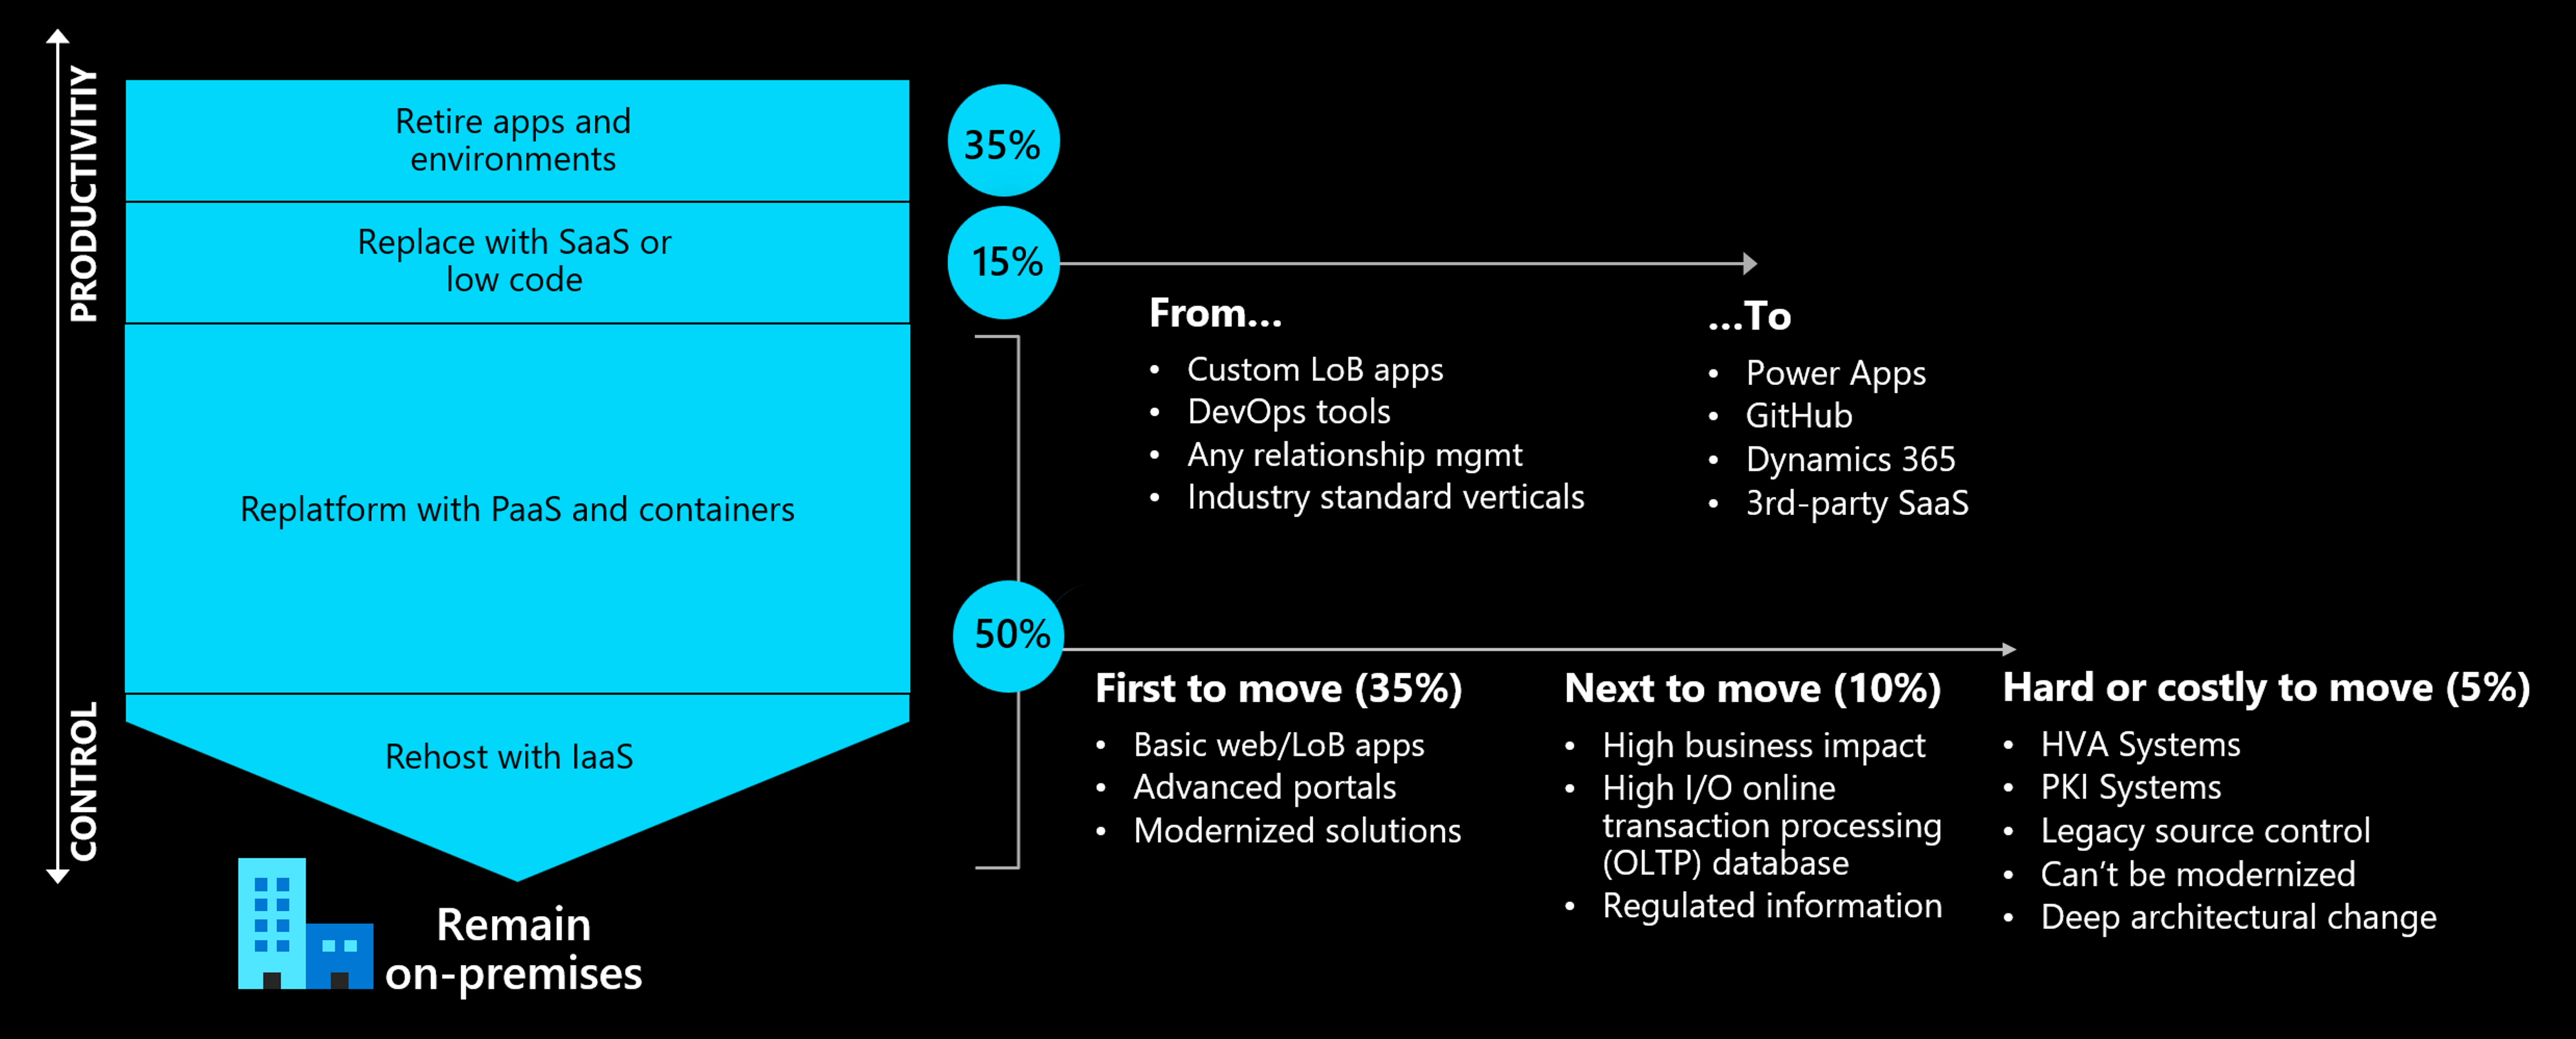 PRODUCTIVITIY
CONTROL
Retire apps and
environments
35%
Replace with SaaS or
low code
15%
From...
• Custom LoB apps
• DevOps tools
• Any relationship mgmt
• Industry standard verticals
...To
• Power Apps
• GitHub
• Dynamics 365
• 3rd-party SaaS
Replatform with PaaS and containers
50%
Rehost with IaaS
First to move (35%)
• Basic web/LoB apps
• Advanced portals
• Modernized solutions
Next to move (10%)
• High business impact
• High I/O online
transaction processing
(OLTP) database
• Regulated information
Hard or costly to move (5%)
• HVA Systems
• PKI Systems
• Legacy source control
• Can’t be modernized
• Deep architectural change
Remain
on-premises